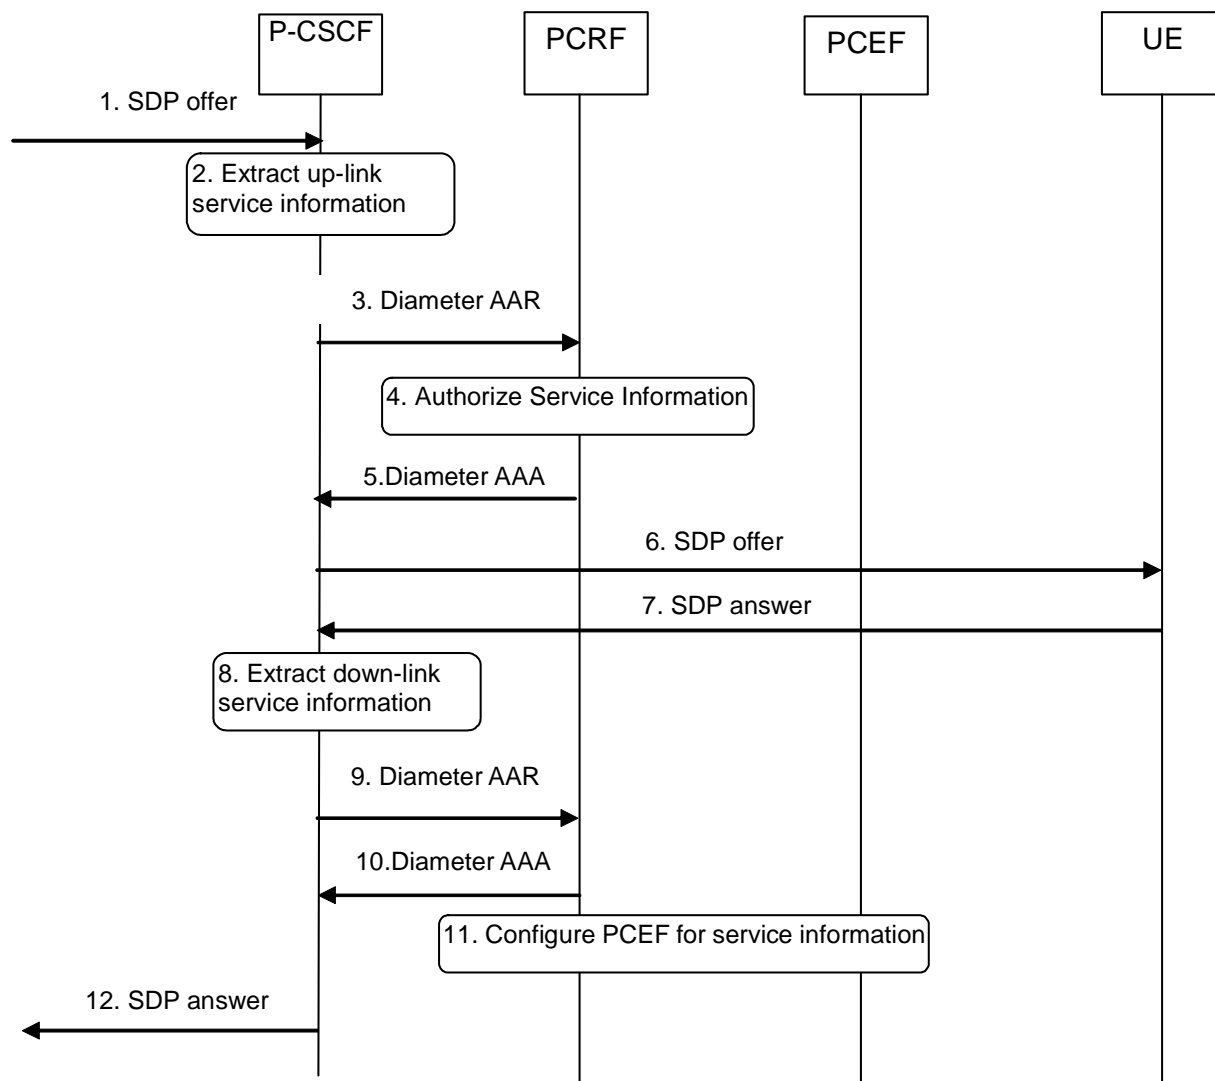 P-CSCF
PCRF
PCEF
UE
1. SDP offer
2. Extract up-link
service information
3. Diameter AAR
4. Authorize Service Information
5.Diameter AAA
6. SDP offer
7. SDP answer
8. Extract down-link
service information
9. Diameter AAR
10.Diameter AAA
11. Configure PCEF for service information
12. SDP answer